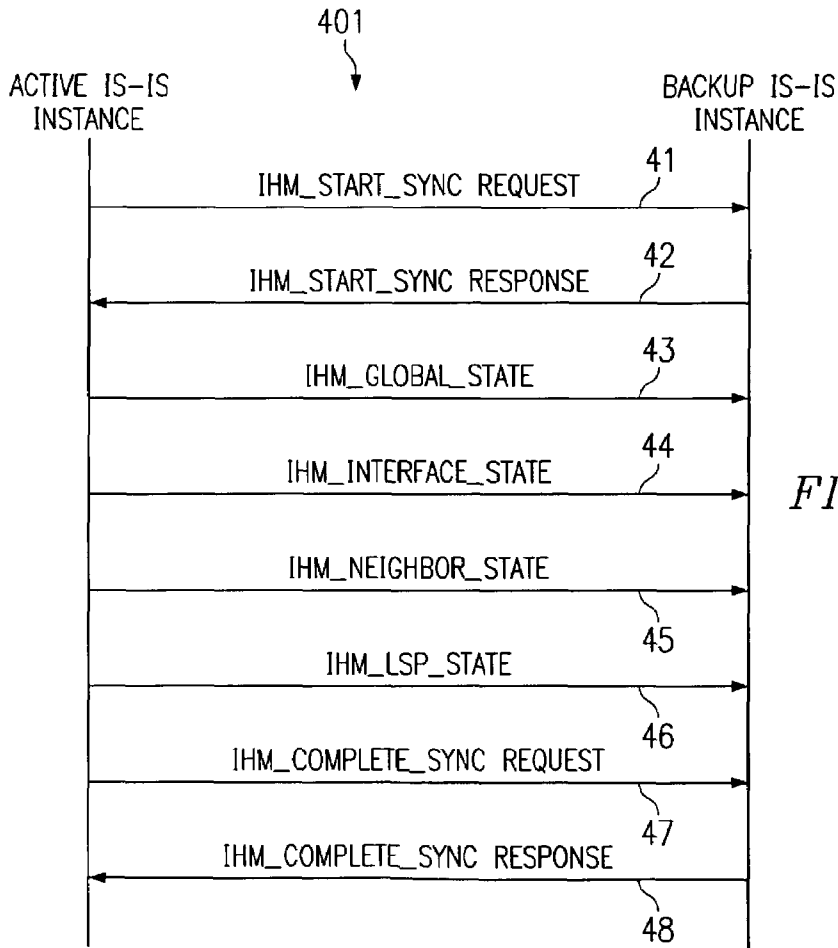 401
ACTIVE IS-IS
INSTANCE
BACKUP IS-IS
INSTANCE
IHM_START_SYNC REQUEST
41
IHM_START_SYNC RESPONSE
42
IHM_GLOBAL_STATE
43
IHM_INTERFACE_STATE
44
FI
IHM_NEIGHBOR_STATE
45
IHM_LSP_STATE
46
IHM_COMPLETE_SYNC REQUEST
47
IHM_COMPLETE_SYNC RESPONSE
48